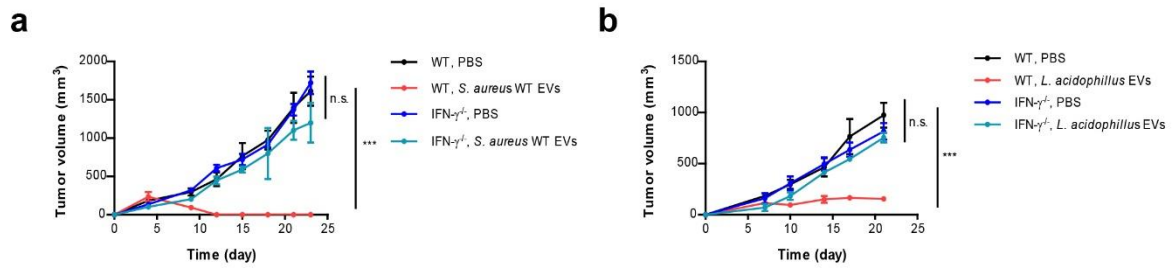 a
2000
1500
1000
500
0
0 5 10 15 20 25
Tumor volume (mm³)
Time (day)
n.s.
***
WT, PBS
WT, S. aureus WT EVs
IFN-γ-/-, PBS
IFN-γ-/-, S. aureus WT EVs
b
1500
1000
500
0
0 5 10 15 20 25
Tumor volume (mm³)
Time (day)
n.s.
***
WT, PBS
WT, L. acidophillus EVs
IFN-γ-/-, PBS
IFN-γ-/-, L. acidophillus EVs